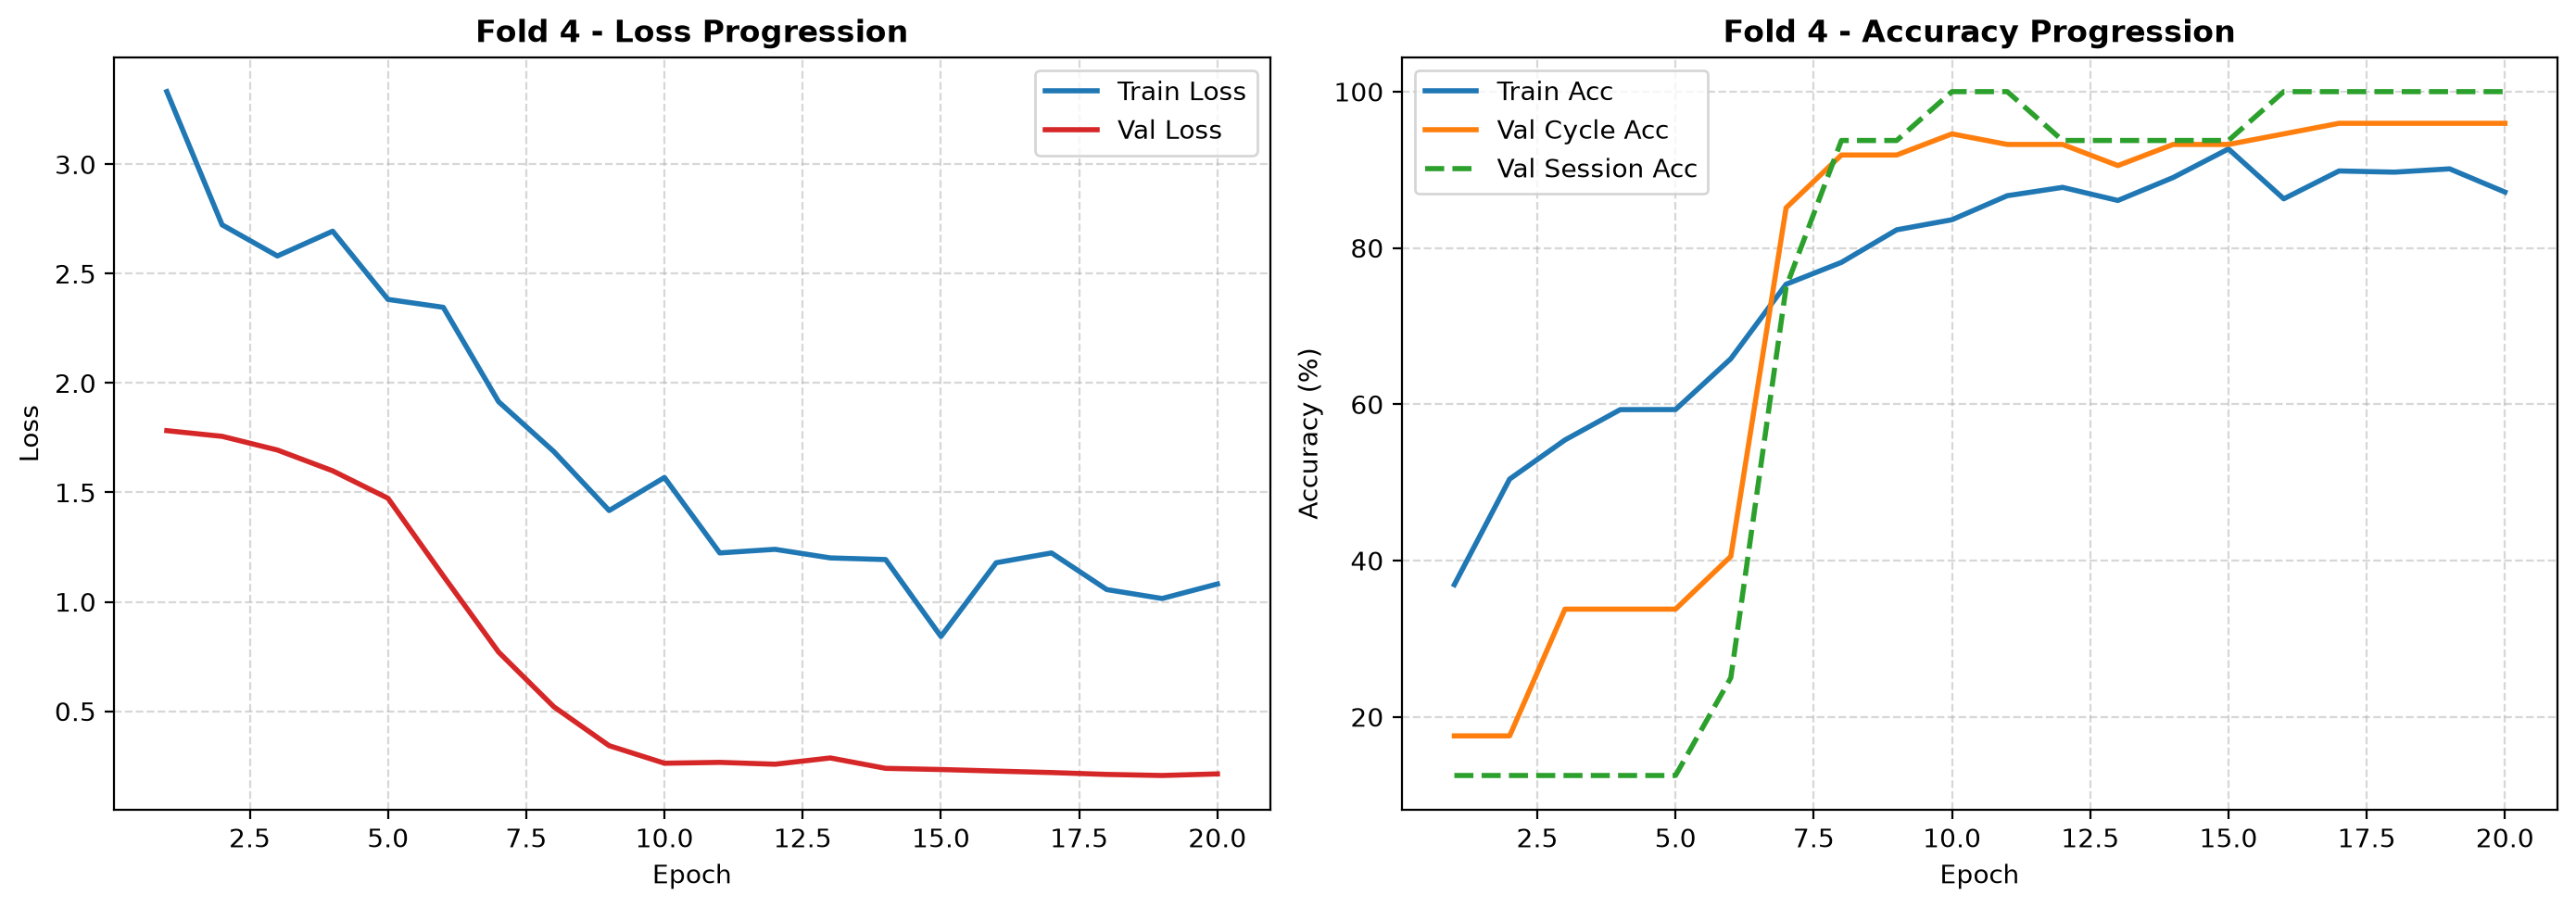 Fold 4 - Loss Progression
Train Loss
Val Loss
3.0
2.5
2.0
1.5
1.0
0.5
Loss
2.5 5.0 7.5 10.0 12.5 15.0 17.5 20.0
Epoch
Fold 4 - Accuracy Progression
Train Acc
Val Cycle Acc
Val Session Acc
100
80
60
40
20
Accuracy (%)
2.5 5.0 7.5 10.0 12.5 15.0 17.5 20.0
Epoch